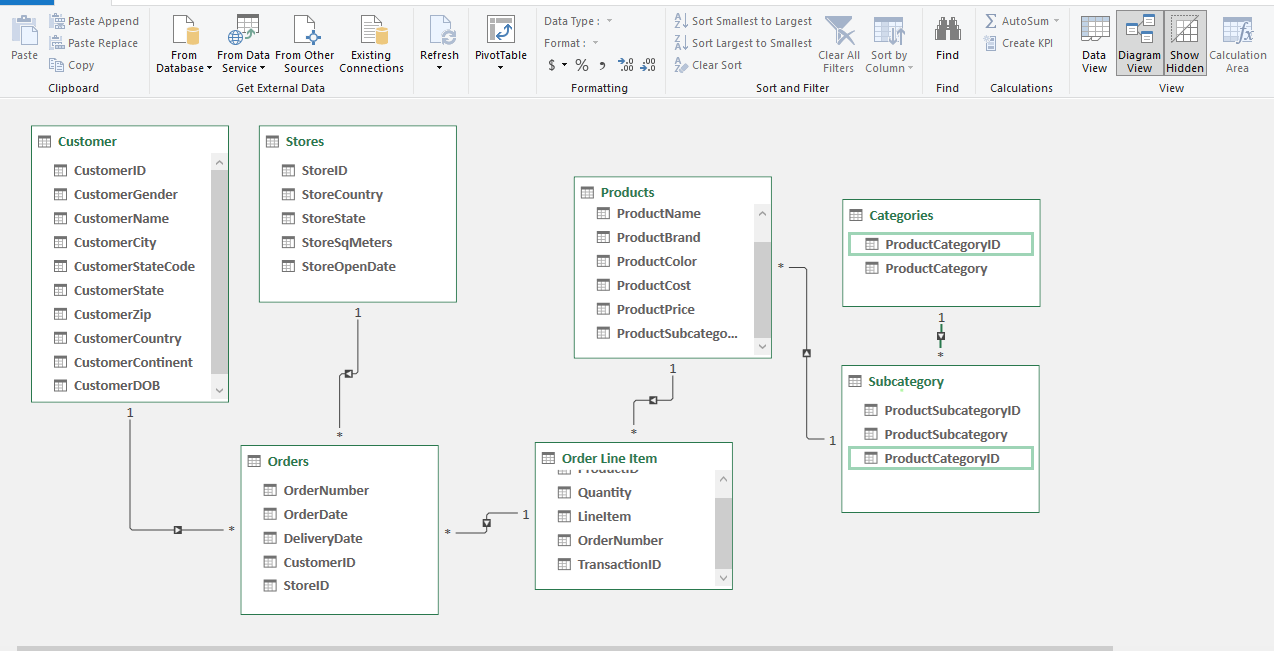 Paste
Paste Append
Paste Replace
Copy
Clipboard
From
Database
From Data
Service
From Other
Sources
Existing
Connections
Get External Data
Refresh
PivotTable
Data Type :
Format :
$ % ,
Formatting
Sort Smallest to Largest
Sort Largest to Smallest
Clear Sort
Clear All
Filters
Sort by
Column
Sort and Filter
Find
Find
AutoSum
Create KPI
Calculations
Data
View
Diagram
View
Show
Hidden
Calculation
Area
View
Customer
CustomerID
CustomerGender
CustomerName
CustomerCity
CustomerStateCode
CustomerState
CustomerZip
CustomerCountry
CustomerContinent
CustomerDOB
1
*
Stores
StoreID
StoreCountry
StoreState
StoreSqMeters
StoreOpenDate
1
*
Products
ProductName
ProductBrand
ProductColor
ProductCost
ProductPrice
ProductSubcatego...
*
1
1
*
Categories
ProductCategoryID
ProductCategory
1
*
Subcategory
ProductSubcategoryID
ProductSubcategory
ProductCategoryID
Orders
OrderNumber
OrderDate
DeliveryDate
CustomerID
StoreID
*
1
Order Line Item
ProductID
Quantity
LineItem
OrderNumber
TransactionID